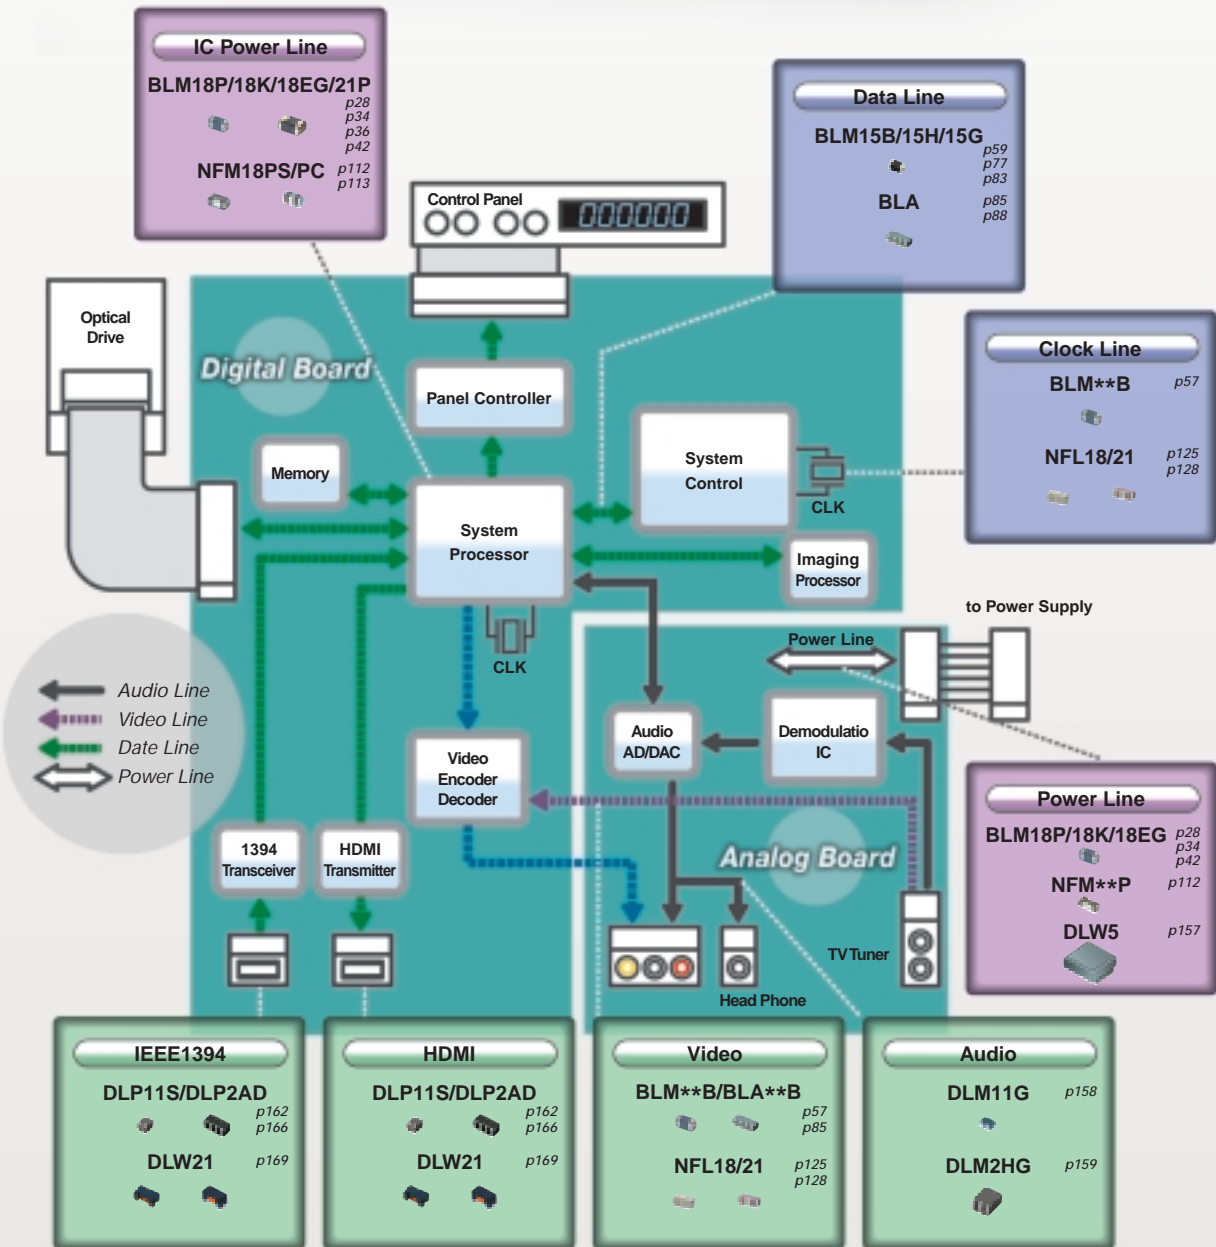 IC Power Line
BLM18P/18K/18EG/21P
p28
p34
p36
p42
NFM18PS/PC
p112
p113
Data Line
BLM15B/15H/15G
p59
p77
p83
BLA
p85
p88
Control Panel
000000
Optical
Drive
Digital Board
Panel Controller
Memory
System
Control
CLK
System
Processor
Imaging
Processor
CLK
Clock Line
BLM**B
p57
NFL18/21
p125
p128
to Power Supply
Power Line
Audio Line
Video Line
Date Line
Power Line
Audio
AD/DAC
Demodulatio
IC
Video
Encoder
Decoder
1394
Transceiver
HDMI
Transmitter
Analog Board
TV Tuner
Head Phone
Power Line
BLM18P/18K/18EG
p28
p34
p42
NFM**P
p112
DLW5
p157
IEEE1394
DLP11S/DLP2AD
p162
p166
DLW21
p169
HDMI
DLP11S/DLP2AD
p162
p166
DLW21
p169
Video
BLM**B/BLA**B
p57
p85
NFL18/21
p125
p128
Audio
DLM11G
p158
DLM2HG
p159